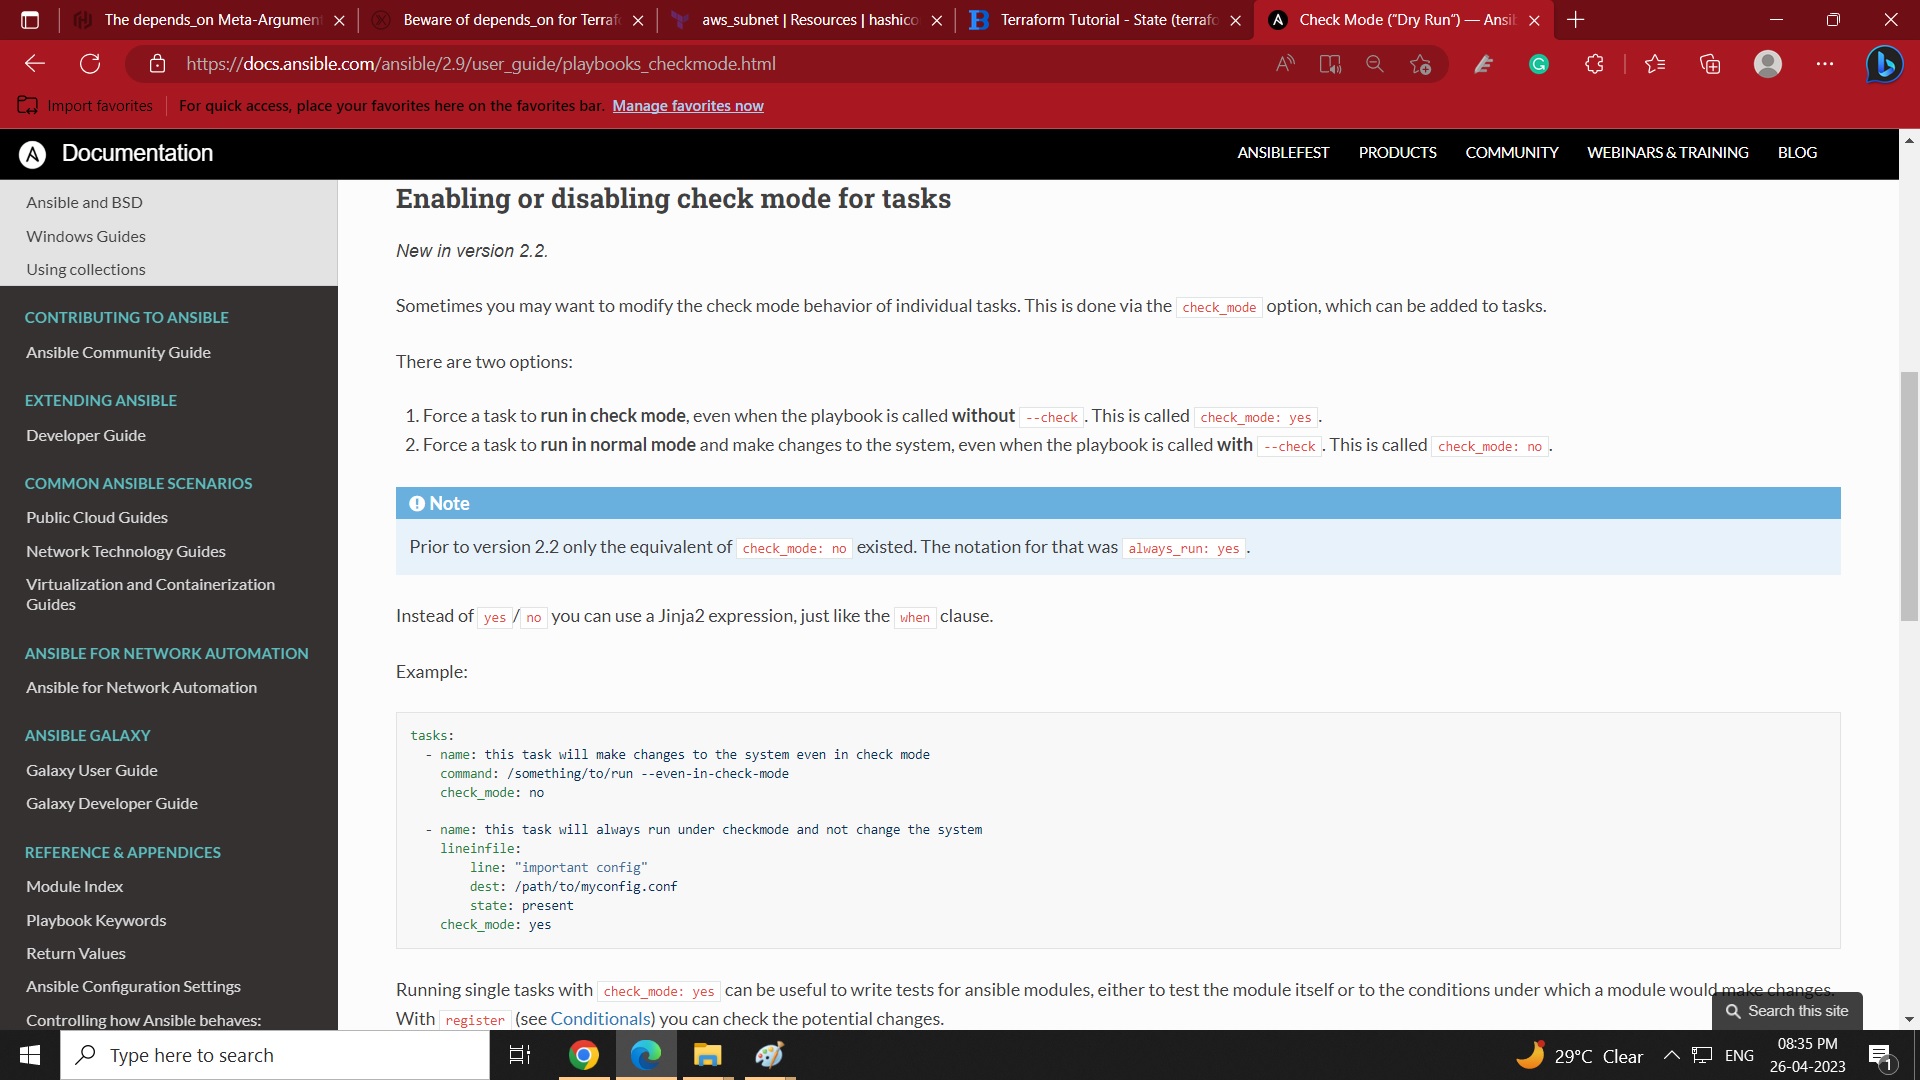 The depends_on Meta-Argument
Beware of depends_on for Terraf
aws_subnet | Resources | hashico
Terraform Tutorial - State (terrafo
Check Mode ("Dry Run") — Ansib
https://docs.ansible.com/ansible/2.9/user_guide/playbooks_checkmode.html
Import favorites
For quick access, place your favorites here on the favorites bar. Manage favorites now
Documentation
ANSIBLEFEST PRODUCTS COMMUNITY WEBINARS & TRAINING BLOG
Ansible and BSD
Windows Guides
Using collections
CONTRIBUTING TO ANSIBLE
Ansible Community Guide
EXTENDING ANSIBLE
Developer Guide
COMMON ANSIBLE SCENARIOS
Public Cloud Guides
Network Technology Guides
Virtualization and Containerization
Guides
ANSIBLE FOR NETWORK AUTOMATION
Ansible for Network Automation
ANSIBLE GALAXY
Galaxy User Guide
Galaxy Developer Guide
REFERENCE & APPENDICES
Module Index
Playbook Keywords
Return Values
Ansible Configuration Settings
Controlling how Ansible behaves:
Enabling or disabling check mode for tasks
New in version 2.2.
Sometimes you may want to modify the check mode behavior of individual tasks. This is done via the check_mode option, which can be added to tasks.
There are two options:
1. Force a task to run in check mode, even when the playbook is called without --check. This is called check_mode: yes.
2. Force a task to run in normal mode and make changes to the system, even when the playbook is called with --check. This is called check_mode: no.
Note
Prior to version 2.2 only the equivalent of check_mode: no existed. The notation for that was always_run: yes.
Instead of yes/no you can use a Jinja2 expression, just like the when clause.
Example:
tasks:
- name: this task will make changes to the system even in check mode
command: /something/to/run --even-in-check-mode
check_mode: no
- name: this task will always run under checkmode and not change the system
lineinfile:
line: "important config"
dest: /path/to/myconfig.conf
state: present
check_mode: yes
Running single tasks with check_mode: yes can be useful to write tests for ansible modules, either to test the module itself or to the conditions under which a module would make changes.
With register (see Conditionals) you can check the potential changes.
Search this site
Type here to search
29°C Clear
ENG
08:35 PM
26-04-2023
1